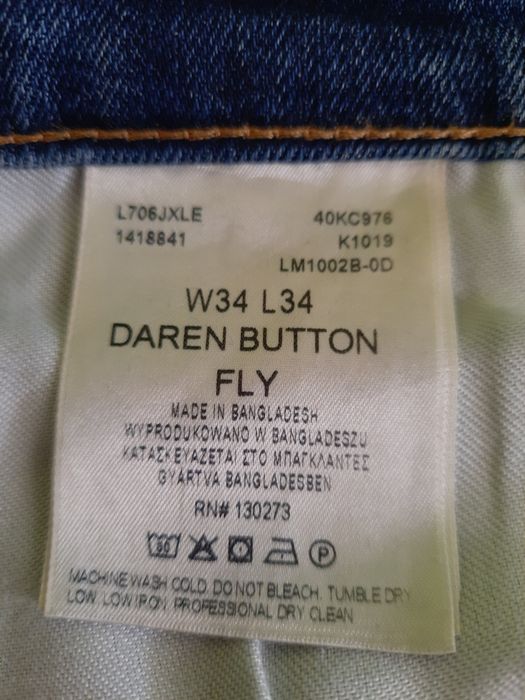 L706JXLE 40KC976
1418841 K1019
LM1002B-0D
W34 L34
DAREN BUTTON
FLY
MADE IN BANGLADESH
WYPRODUKOWANO W BANGLADESZU
ΚΑΤΑΣΚΕΥΑΖΕΤΑΙ ΣΤΟ ΜΠΑΓΚΛΑΝΤΕΣ
GYÁRTVA BANGLADESBEN
RN# 130273
30 P
MACHINE WASH COLD. DO NOT BLEACH. TUMBLE DRY
LOW. LOW IRON. PROFESSIONAL DRY CLEAN